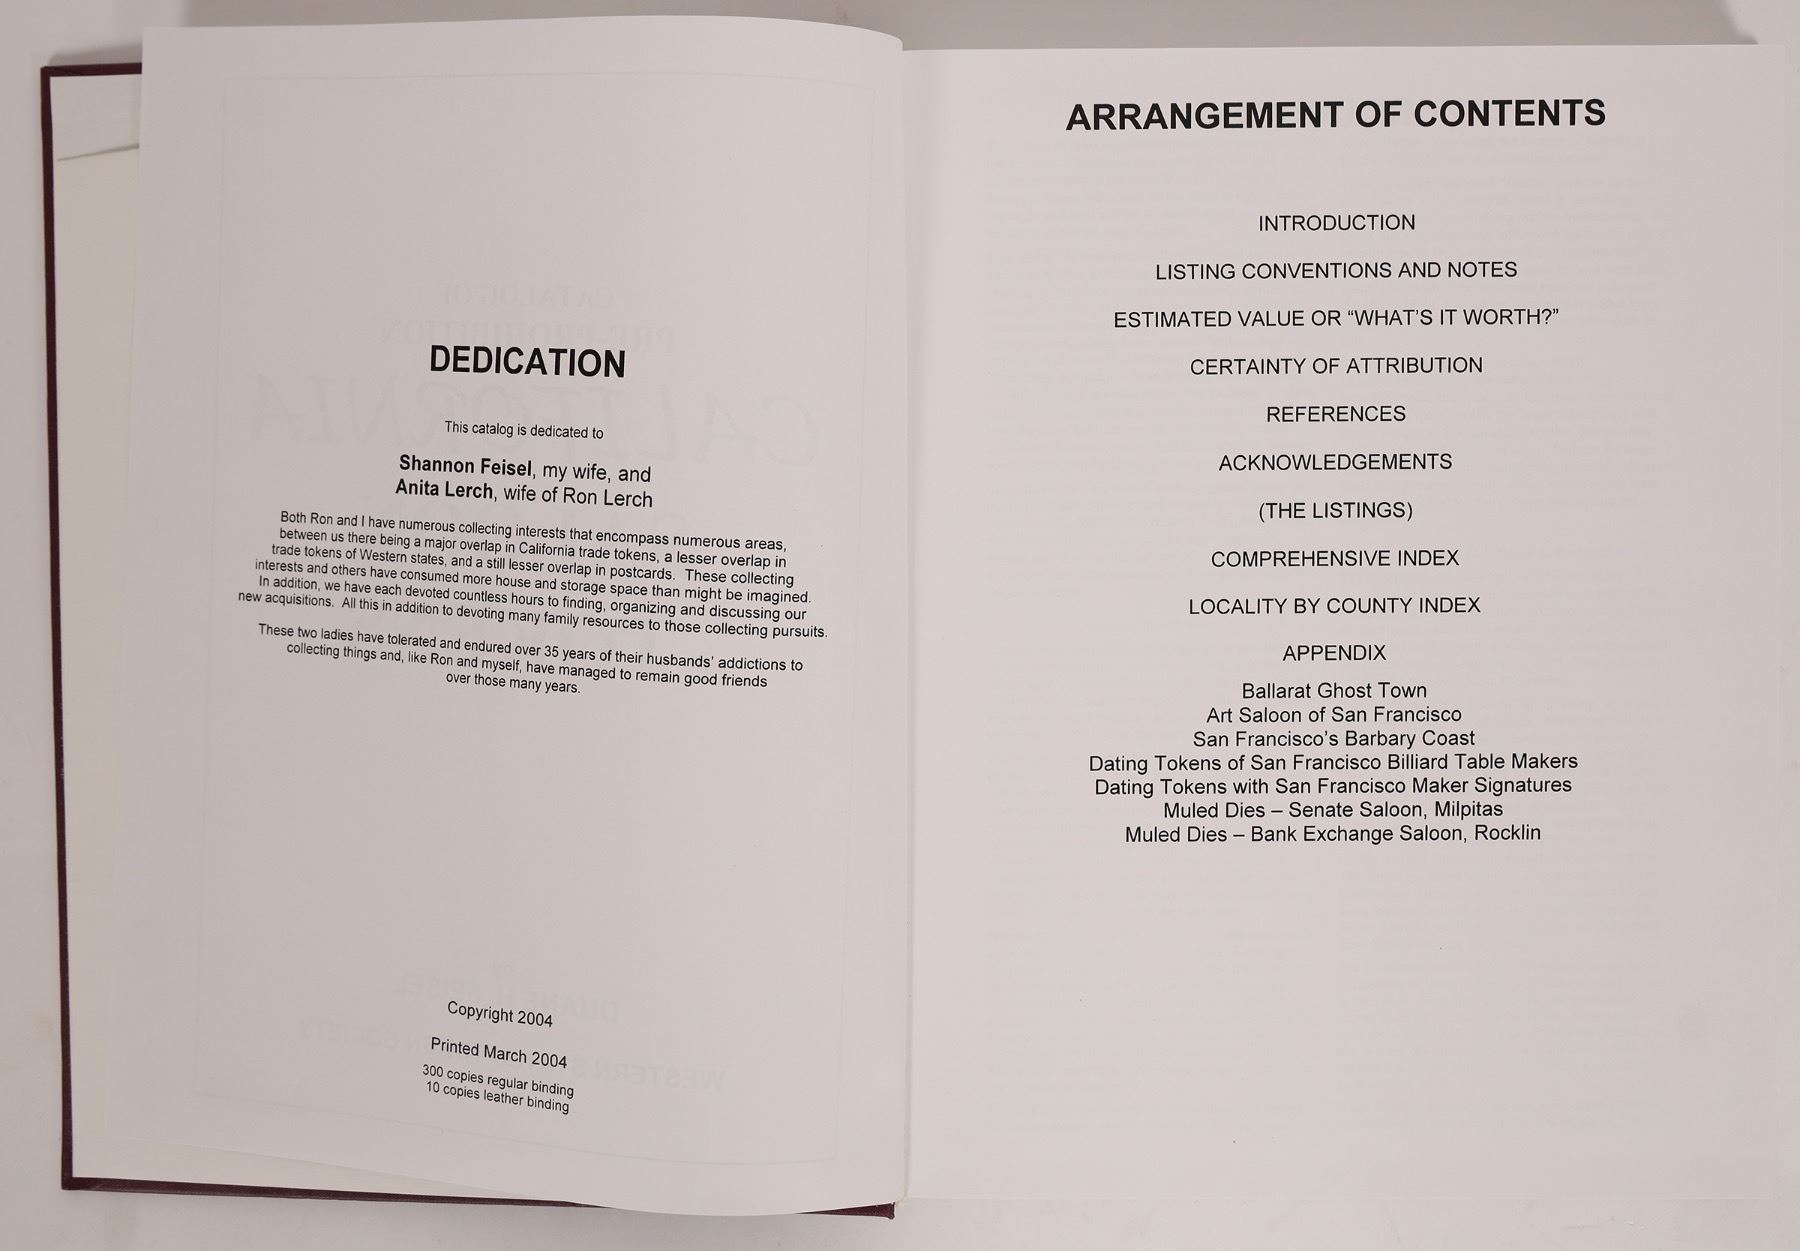 DEDICATION
This catalog is dedicated to
Shannon Feisel, my wife, and
Anita Lerch, wife of Ron Lerch
Both Ron and I have numerous collecting interests that encompass numerous areas,
between us there being a major overlap in California trade tokens, a lesser overlap in
trade tokens of Western states, and a still lesser overlap in postcards. These collecting
interests and others have consumed more house and storage space than might be imagined.
In addition, we have each devoted countless hours to finding, organizing and discussing our
new acquisitions. All this in addition to devoting many family resources to those collecting pursuits.
These two ladies have tolerated and endured over 35 years of their husbands' addictions to
collecting things and, like Ron and myself, have managed to remain good friends
over those many years.
Copyright 2004
Printed March 2004
300 copies regular binding
10 copies leather binding
ARRANGEMENT OF CONTENTS
INTRODUCTION
LISTING CONVENTIONS AND NOTES
ESTIMATED VALUE OR “WHAT’S IT WORTH?”
CERTAINTY OF ATTRIBUTION
REFERENCES
ACKNOWLEDGEMENTS
(THE LISTINGS)
COMPREHENSIVE INDEX
LOCALITY BY COUNTY INDEX
APPENDIX
Ballarat Ghost Town
Art Saloon of San Francisco
San Francisco’s Barbary Coast
Dating Tokens of San Francisco Billiard Table Makers
Dating Tokens with San Francisco Maker Signatures
Muled Dies – Senate Saloon, Milpitas
Muled Dies – Bank Exchange Saloon, Rocklin